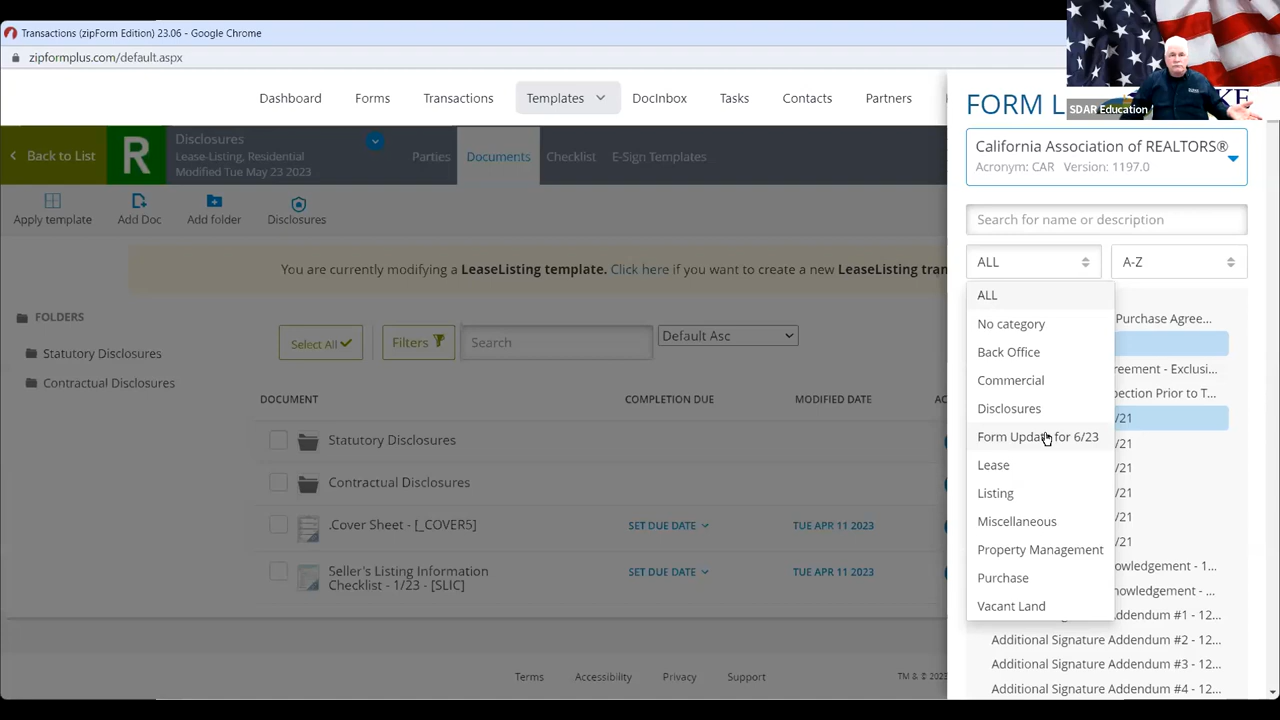 Transactions (zipForm Edition) 23.06 - Google Chrome
zipformplus.com/default.aspx
Dashboard
Forms
Transactions
Templates
DocInbox
Tasks
Contacts
Partners
FORM L
SDAR Education
KE
Back to List
R
Disclosures
Lease-Listing, Residential
Modified Tue May 23 2023
Parties
Documents
Checklist
E-Sign Templates
California Association of REALTORS®
Acronym: CAR Version: 1197.0
Apply template
Add Doc
Add folder
Disclosures
Search for name or description
ALL
A-Z
You are currently modifying a LeaseListing template. Click here if you want to create a new LeaseListing tran
FOLDERS
Statutory Disclosures
Contractual Disclosures
Select All
Filters
Search
Default Asc
DOCUMENT
COMPLETION DUE
MODIFIED DATE
AC
Statutory Disclosures
Contractual Disclosures
.Cover Sheet - [_COVER5]
SET DUE DATE
TUE APR 11 2023
Seller's Listing Information
Checklist - 1/23 - [SLIC]
SET DUE DATE
TUE APR 11 2023
ALL
No category
Back Office
Commercial
Disclosures
Form Update for 6/23
Lease
Listing
Miscellaneous
Property Management
Purchase
Vacant Land
Purchase Agree...
reement - Exclusi...
pection Prior to T...
/21
/21
/21
/21
/21
/21
owledgement - 1...
nowledgement - ...
Addendum #1 - 12...
Additional Signature Addendum #2 - 12...
Additional Signature Addendum #3 - 12...
Additional Signature Addendum #4 - 12...
Terms
Accessibility
Privacy
Support
TM & © 2023